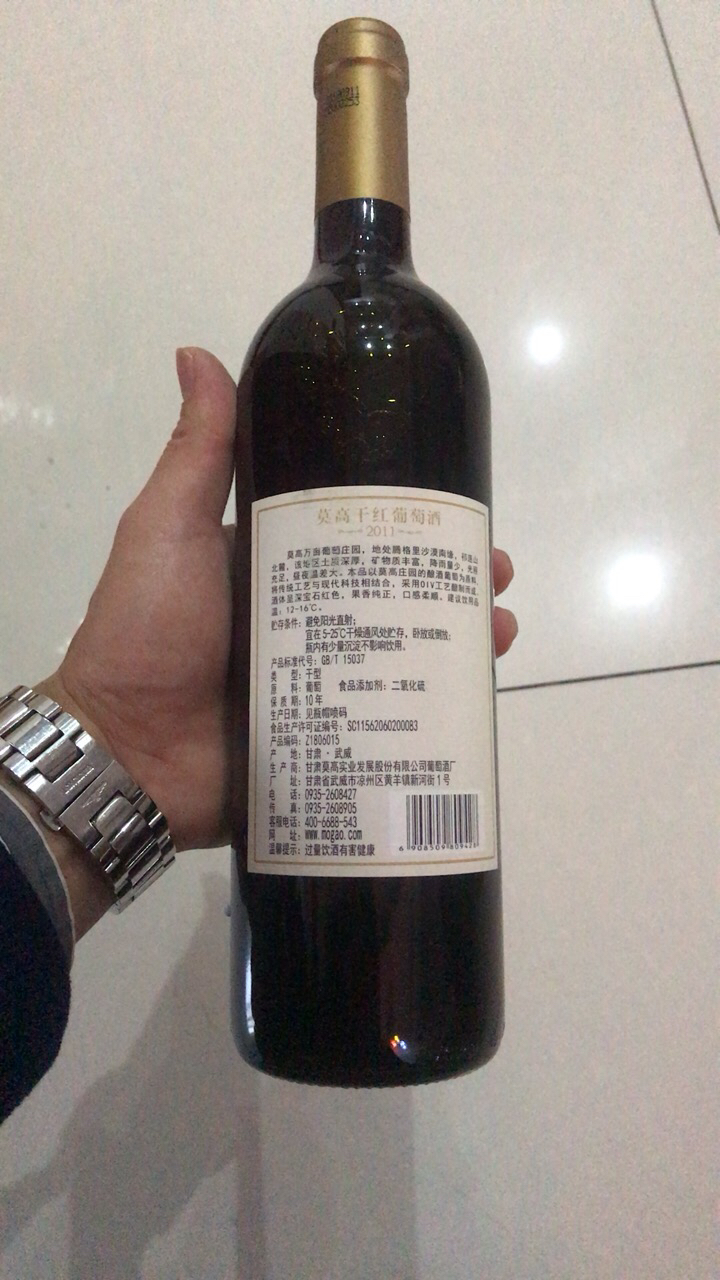 莫高干红葡萄酒
2011
莫高万亩葡萄庄园，地处腾格里沙漠南缘，祁连山
北麓，该地区土质深厚，矿物质丰富，降雨量少，光照
充足，昼夜温差大。本品以莫高庄园的酿酒葡萄为原料，
将传统工艺与现代科技相结合，采用DIV工艺酿制而成，
酒体呈深宝石红色，果香纯正，口感柔顺。建议饮用品
温：12-16℃。
贮存条件：避免阳光直射；
宜在5-25℃干燥通风处贮存，卧放或倒放；
瓶内有少量沉淀不影响饮用。
产品标准代号：GB/T 15037
类 型：干型
原 料：葡萄 食品添加剂：二氧化硫
保 质 期：10年
生产日期：见瓶帽喷码
食品生产许可证编号：SC11562060200083
产品编码：Z1806015
产 地：甘肃·武威
生 产 商：甘肃莫高实业发展股份有限公司葡萄酒厂
厂 址：甘肃省武威市凉州区黄羊镇新河街1号
电 话：0935-2608427
传 真：0935-2608905
客程电话：400-6688-543
网 址：www.mogao.com
温馨提示：过量饮酒有害健康